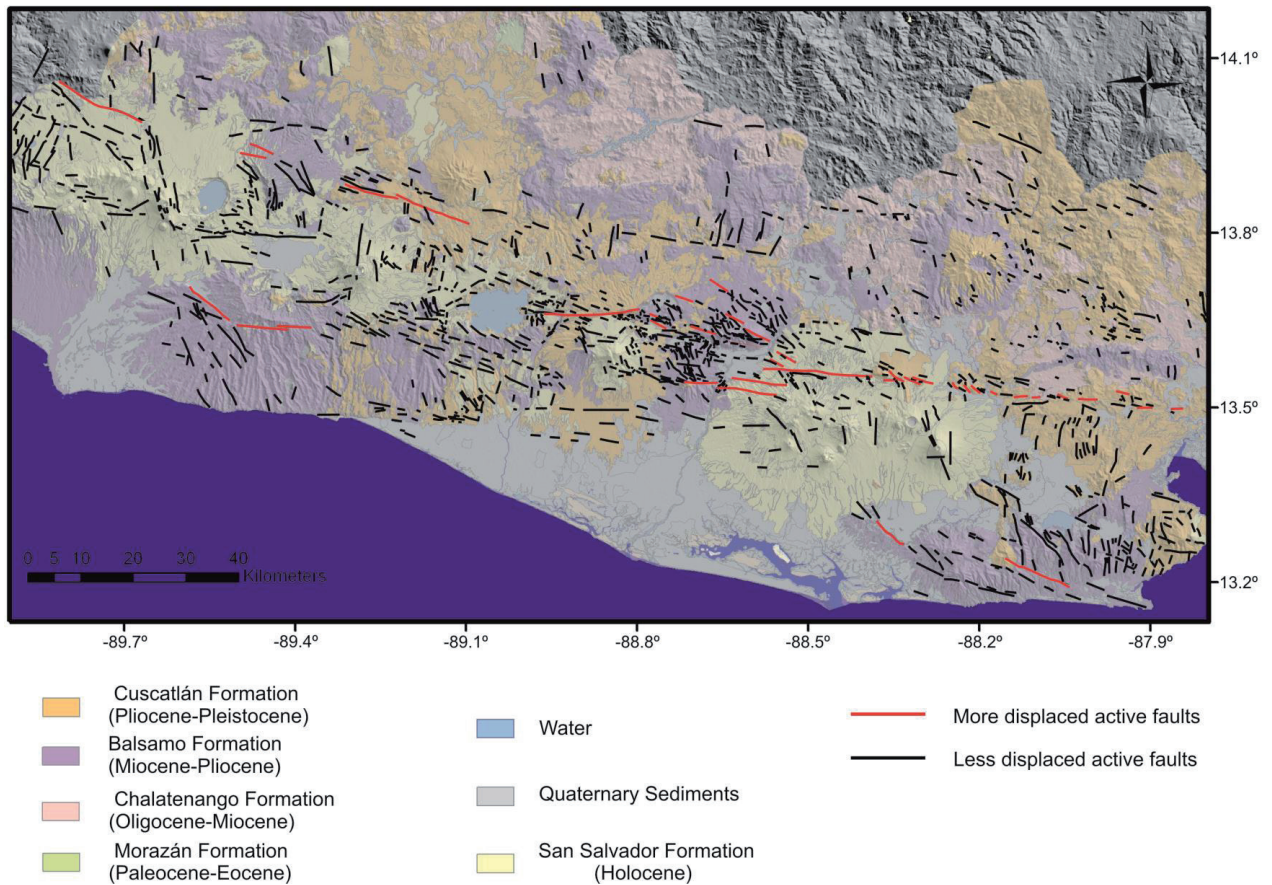 N
14.1º
13.8º
13.5º
13.2º
0 5 10 20 30 40
Kilometers
-89.7º -89.4º -89.1º -88.8º -88.5º -88.2º -87.9º
Cuscatlán Formation
(Pliocene-Pleistocene)
Balsamo Formation
(Miocene-Pliocene)
Chalatenango Formation
(Oligocene-Miocene)
Morazán Formation
(Paleocene-Eocene)
Water
Quaternary Sediments
San Salvador Formation
(Holocene)
More displaced active faults
Less displaced active faults